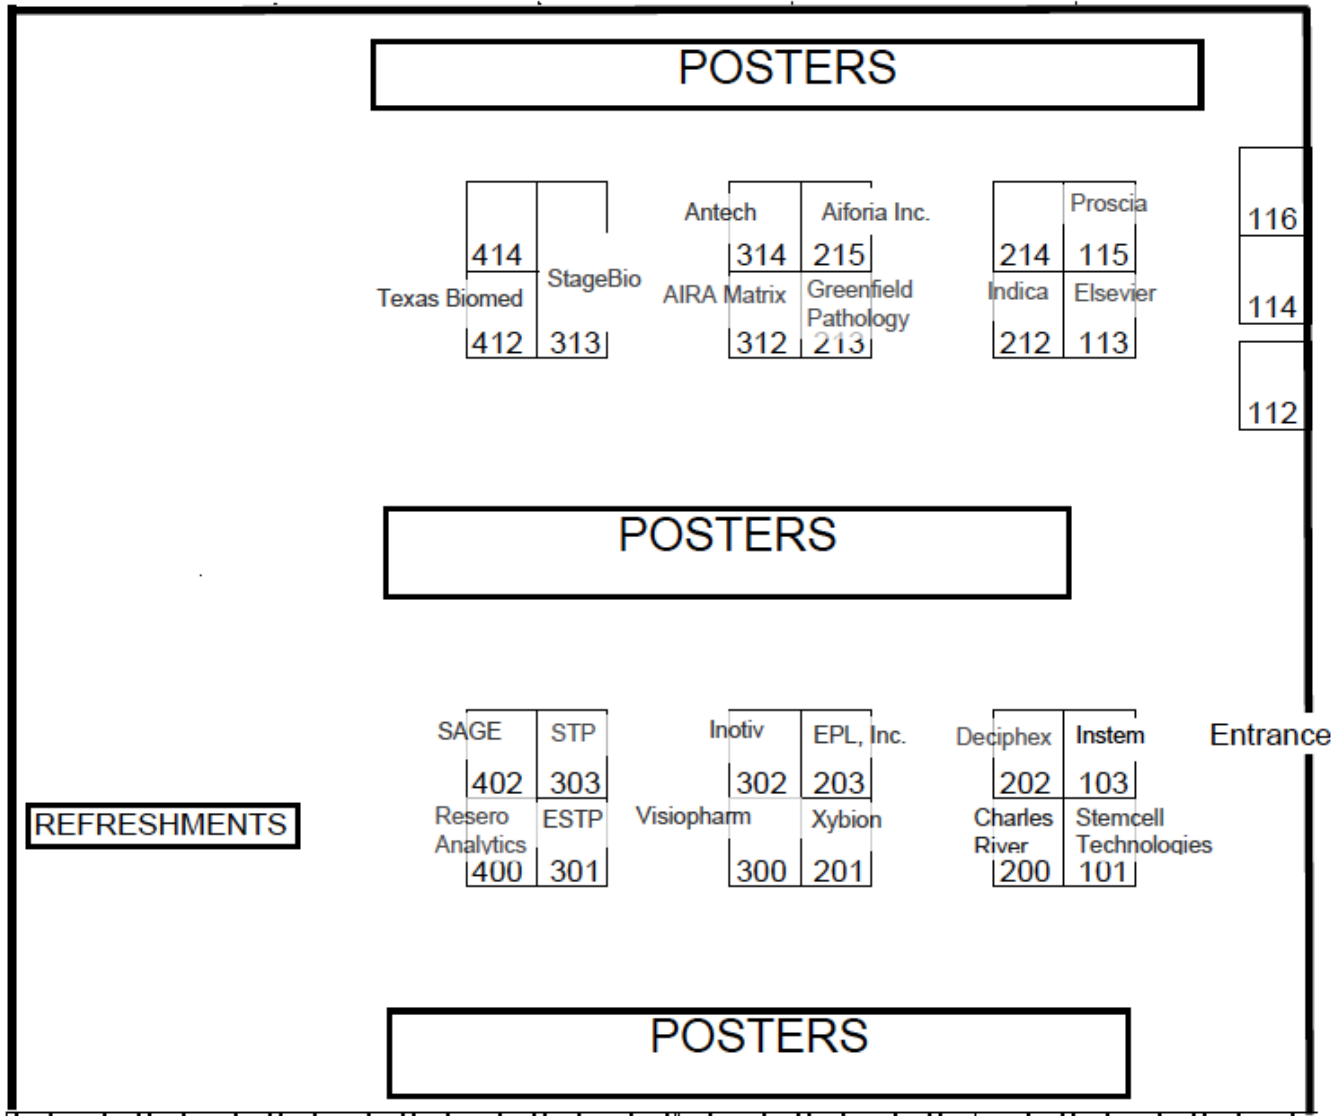 POSTERS
Proscia
Antech
Aiforia Inc.
116
414
314
215
214
115
StageBio
Texas Biomed
AIRA Matrix
Greenfield
Pathology
Indica
Elsevier
114
412
313
312
213
212
113
112
POSTERS
SAGE
STP
Inotiv
EPL, Inc.
Deciphex
Instem
Entrance
402
303
302
203
202
103
REFRESHMENTS
Resero
Analytics
ESTP
Visiopharm
Xybion
Charles
River
Stemcell
Technologies
400
301
300
201
200
101
POSTERS